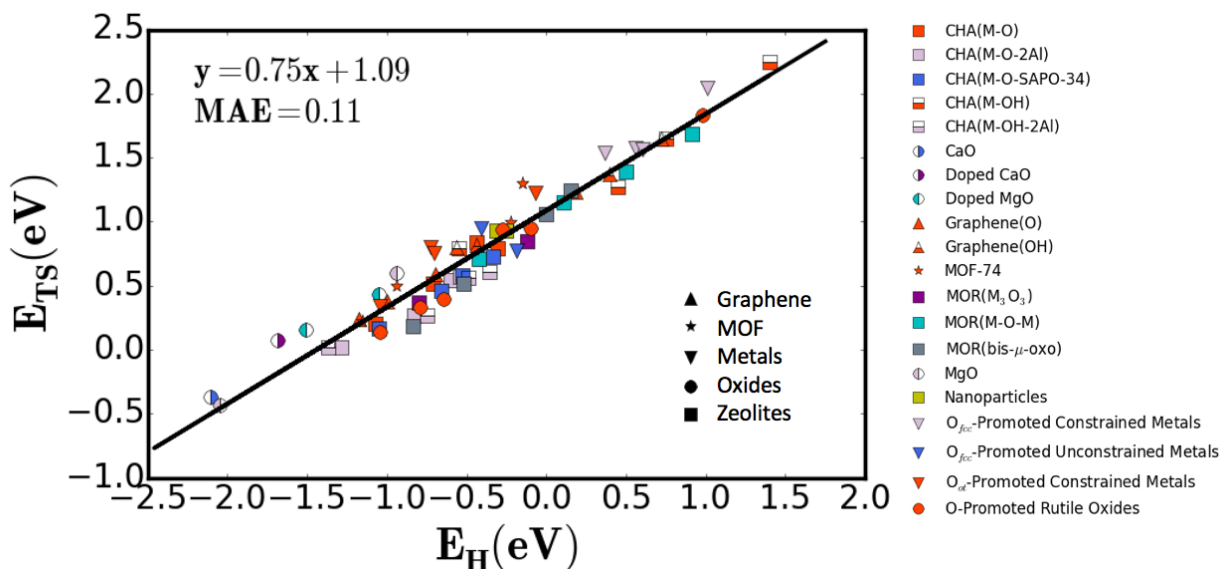 y =0.75x+1.09
MAE=0.11
E_TS(eV)
2.5
2.0
1.5
1.0
0.5
0.0
−0.5
−1.0
−2.5 −2.0 −1.5 −1.0 −0.5 0.0 0.5 1.0 1.5 2.0
E_H(eV)
Graphene
MOF
Metals
Oxides
Zeolites
CHA(M-O)
CHA(M-O-2Al)
CHA(M-O-SAPO-34)
CHA(M-OH)
CHA(M-OH-2Al)
CaO
Doped CaO
Doped MgO
Graphene(O)
Graphene(OH)
MOF-74
MOR(M₃O₃)
MOR(M-O-M)
MOR(bis-μ-oxo)
MgO
Nanoparticles
O_fcc-Promoted Constrained Metals
O_fcc-Promoted Unconstrained Metals
O_ot-Promoted Constrained Metals
O-Promoted Rutile Oxides